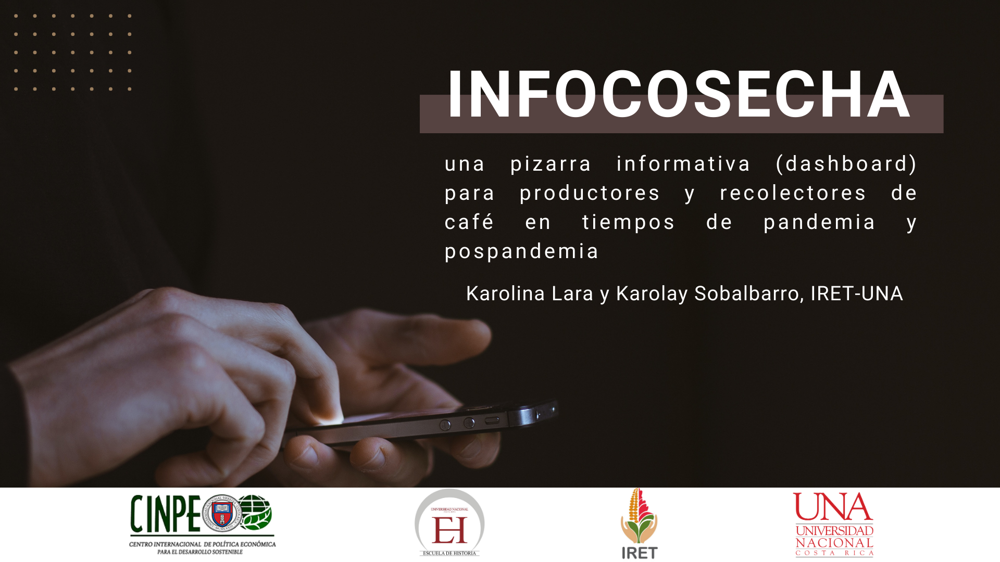 INFOCOSECHA
una pizarra informativa (dashboard)
para productores y recolectores de
café en tiempos de pandemia y
pospandemia
Karolina Lara y Karolay Sobalbarro, IRET-UNA
CINPE
CENTRO INTERNACIONAL DE POLÍTICA ECONÓMICA
PARA EL DESARROLLO SOSTENIBLE
UNIVERSIDAD NACIONAL
COSTA RICA
EH
ESCUELA DE HISTORIA
IRET
UNA
UNIVERSIDAD
NACIONAL
COSTA RICA